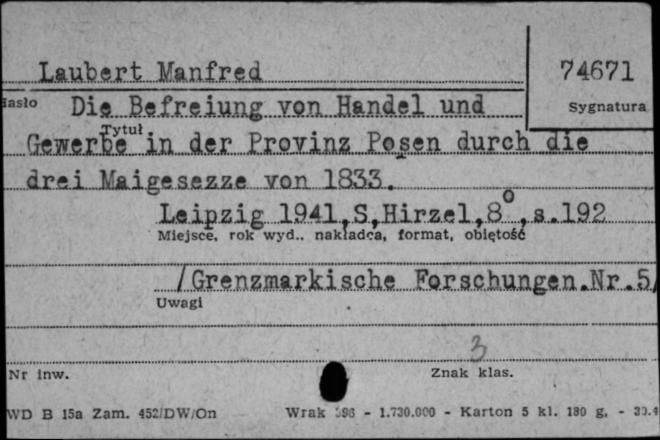 Laubert Manfred
74671
Hasło
Die Befreiung von Handel und
Sygnatura
Tytuł
Gewerbe in der Provinz Posen durch die
drei Maigesezze von 1833.
Leipzig 1941,S,Hirzel,8°,s.192
Miejsce, rok wyd., nakładca, format, objętość
/Grenzmarkische Forschungen.Nr.5/
Uwagi
3
Nr inw.
Znak klas.
WD B 15a Zam. 452/DW/On
Wrak 396 - 1.730.000 - Karton 5 kl. 180 g. - 30.4